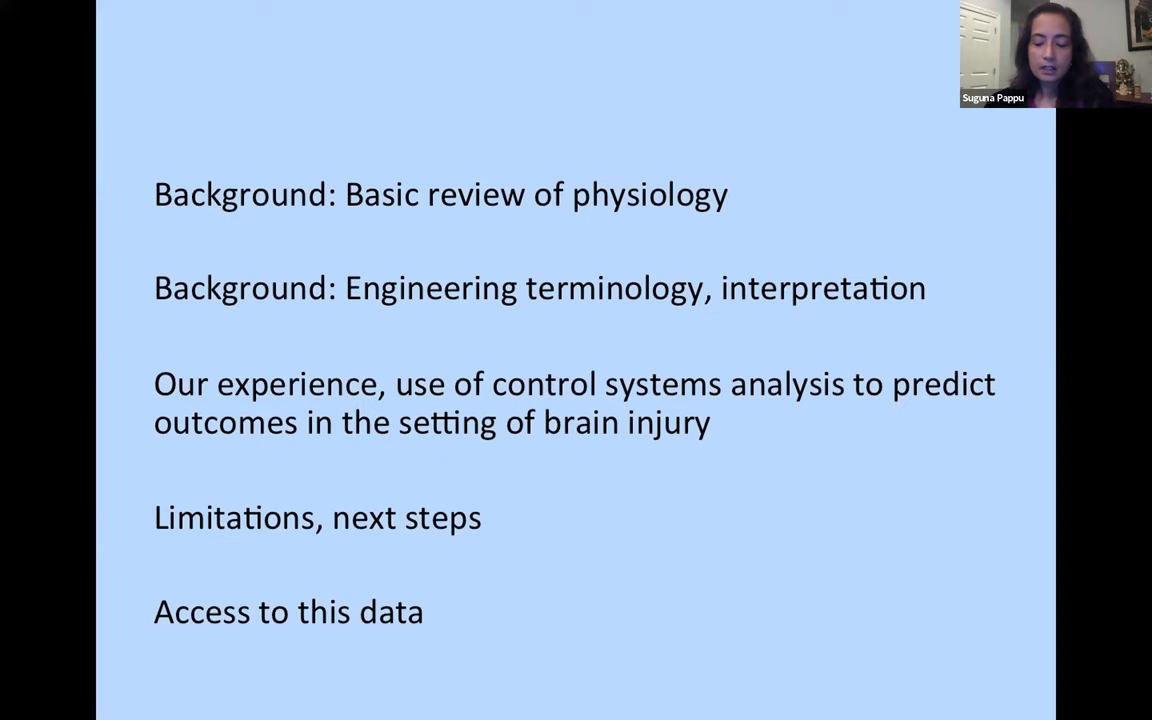 Suguna Pappu
Background: Basic review of physiology
Background: Engineering terminology, interpretation
Our experience, use of control systems analysis to predict
outcomes in the setting of brain injury
Limitations, next steps
Access to this data